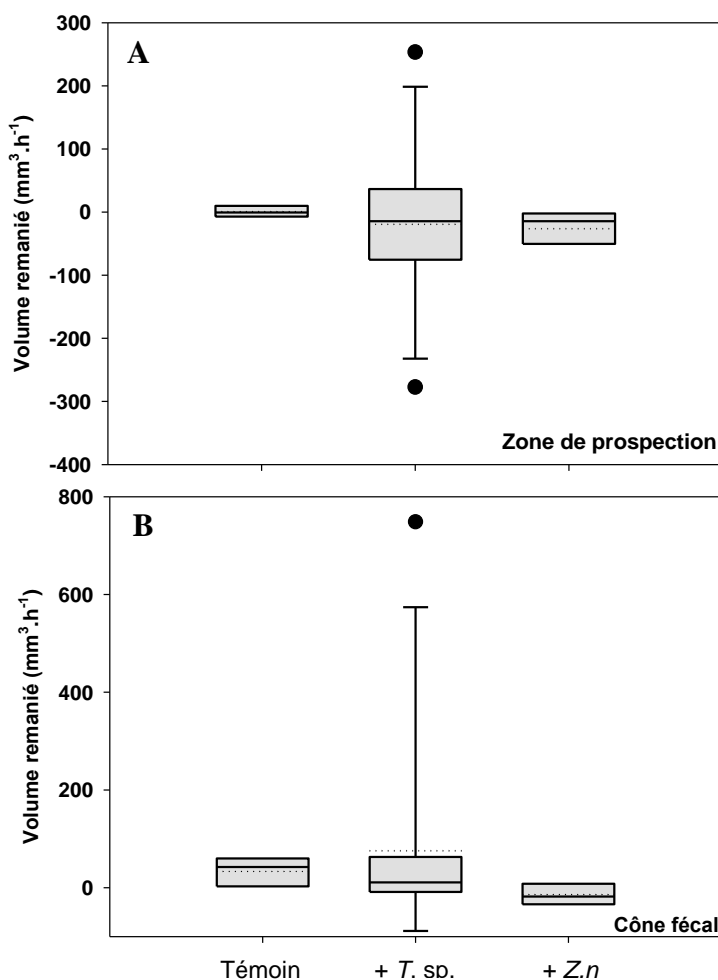 A
300
200
100
0
-100
-200
-300
-400
Volume remanié (mm³.h⁻¹)
Zone de prospection
B
800
600
400
200
0
Volume remanié (mm³.h⁻¹)
Cône fécal
Témoin + T. sp. + Z.n